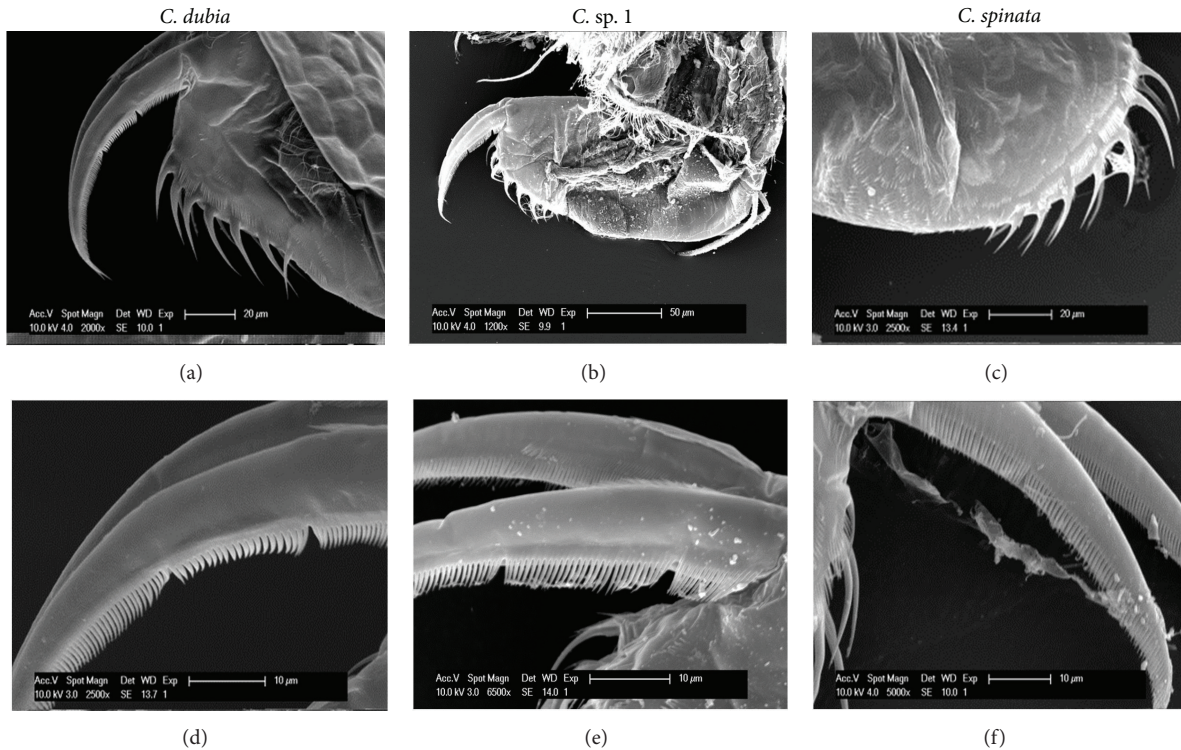 C. dubia
C. sp. 1
C. spinata
Acc.V Spot Magn Det WD Exp 20 μm
10.0 kV 4.0 2000x SE 10.0 1
Acc.V Spot Magn Det WD Exp 50 μm
10.0 kV 4.0 1200x SE 9.9 1
Acc.V Spot Magn Det WD Exp 20 μm
10.0 kV 3.0 2500x SE 13.4 1
(a)
(b)
(c)
Acc.V Spot Magn Det WD Exp 10 μm
10.0 kV 3.0 2500x SE 13.7 1
Acc.V Spot Magn Det WD Exp 10 μm
10.0 kV 3.0 6500x SE 14.0 1
Acc.V Spot Magn Det WD Exp 10 μm
10.0 kV 4.0 5000x SE 10.0 1
(d)
(e)
(f)